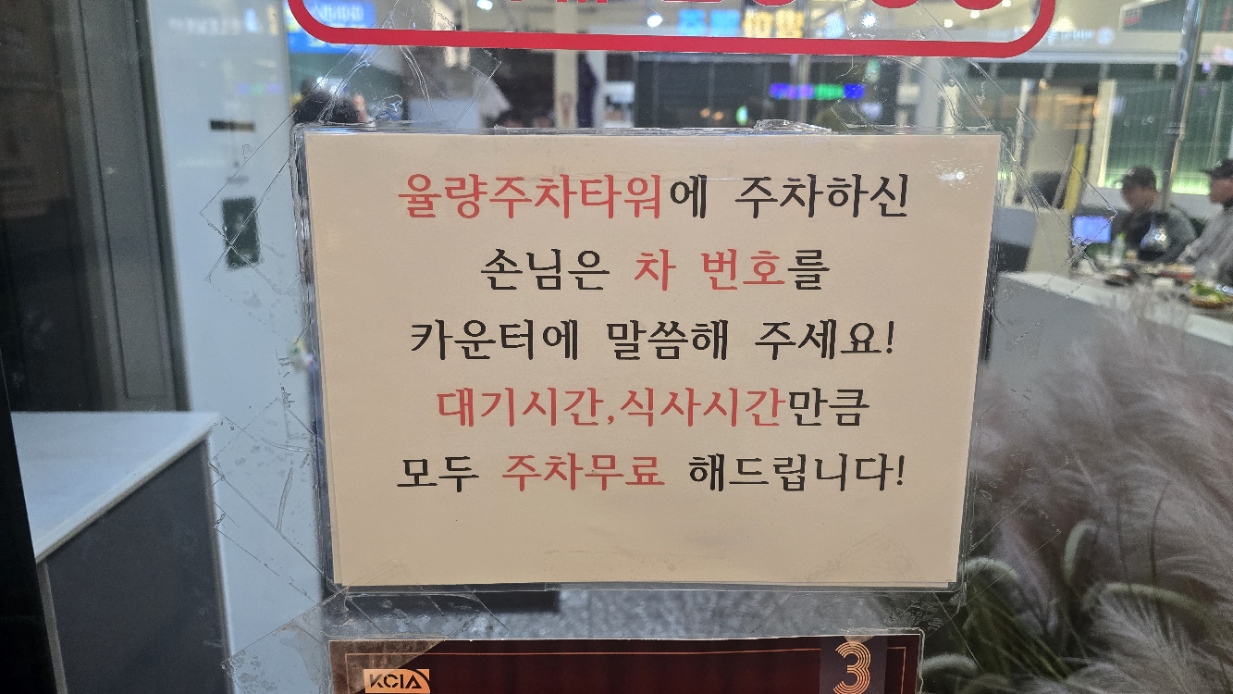 율량주차타워에 주차하신
손님은 차 번호를
카운터에 말씀해 주세요!
대기시간,식사시간만큼
모두 주차무료 해드립니다!
KCIA
3